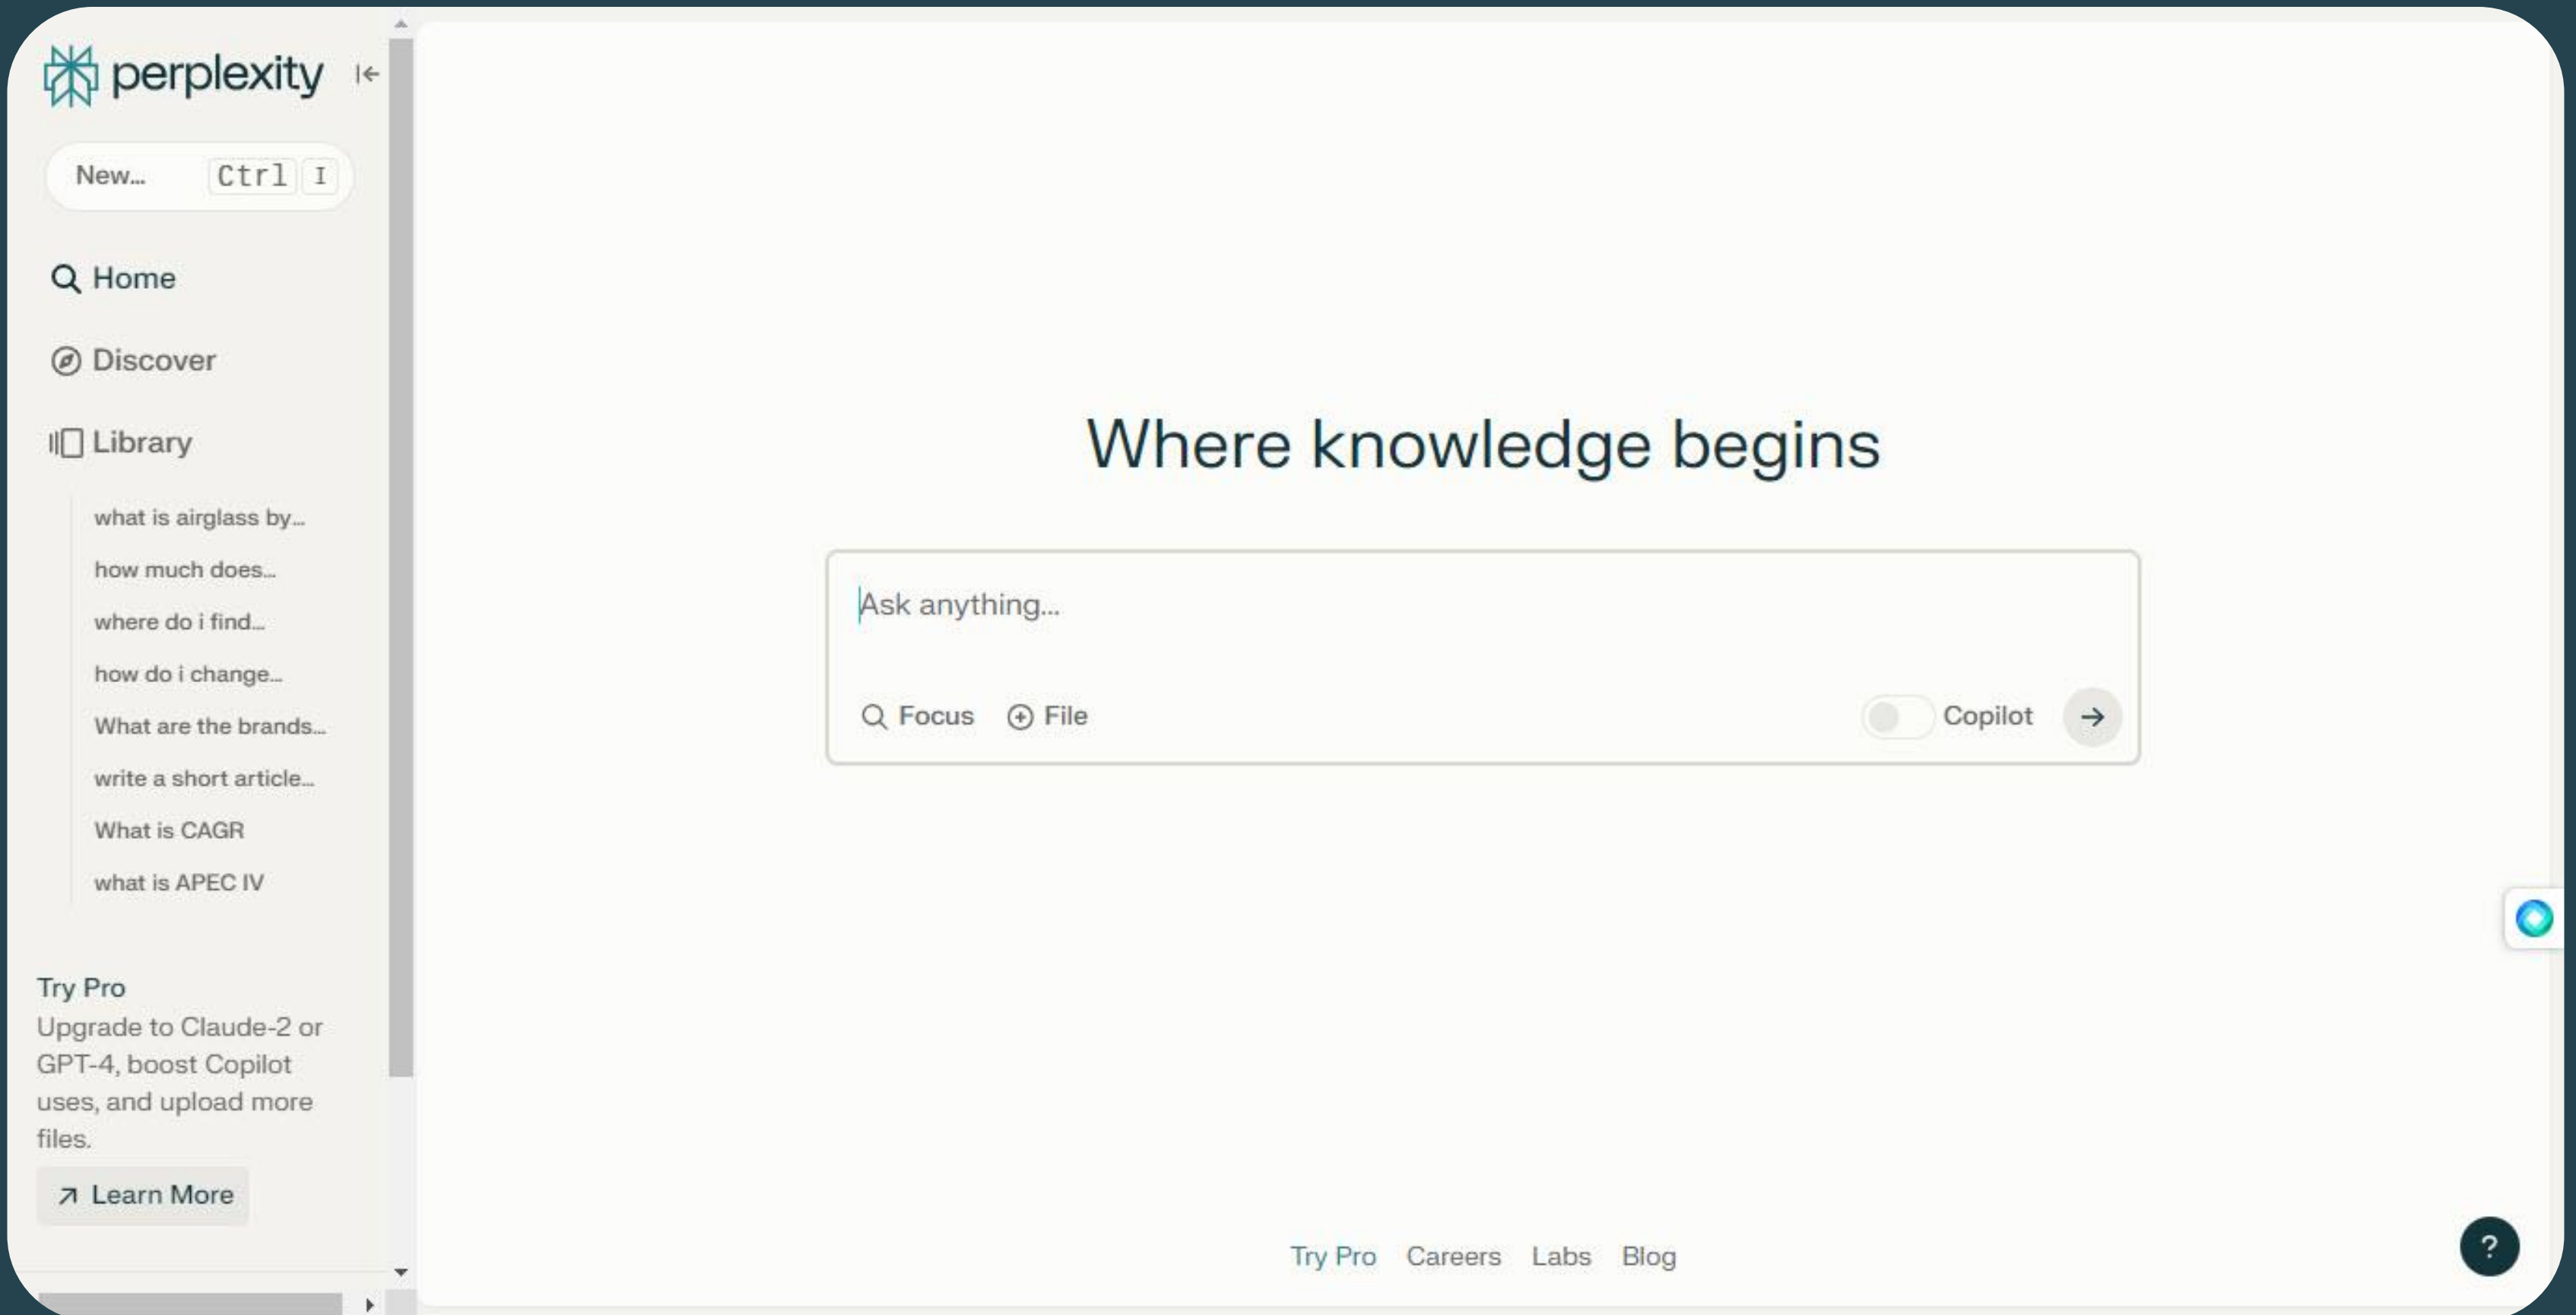 perplexity
New... Ctrl I
Home
Discover
Library
what is airglass by...
how much does...
where do i find...
how do i change...
What are the brands...
write a short article...
What is CAGR
what is APEC IV
Try Pro
Upgrade to Claude-2 or
GPT-4, boost Copilot
uses, and upload more
files.
Learn More
Where knowledge begins
Ask anything...
Focus File Copilot
Try Pro Careers Labs Blog
?